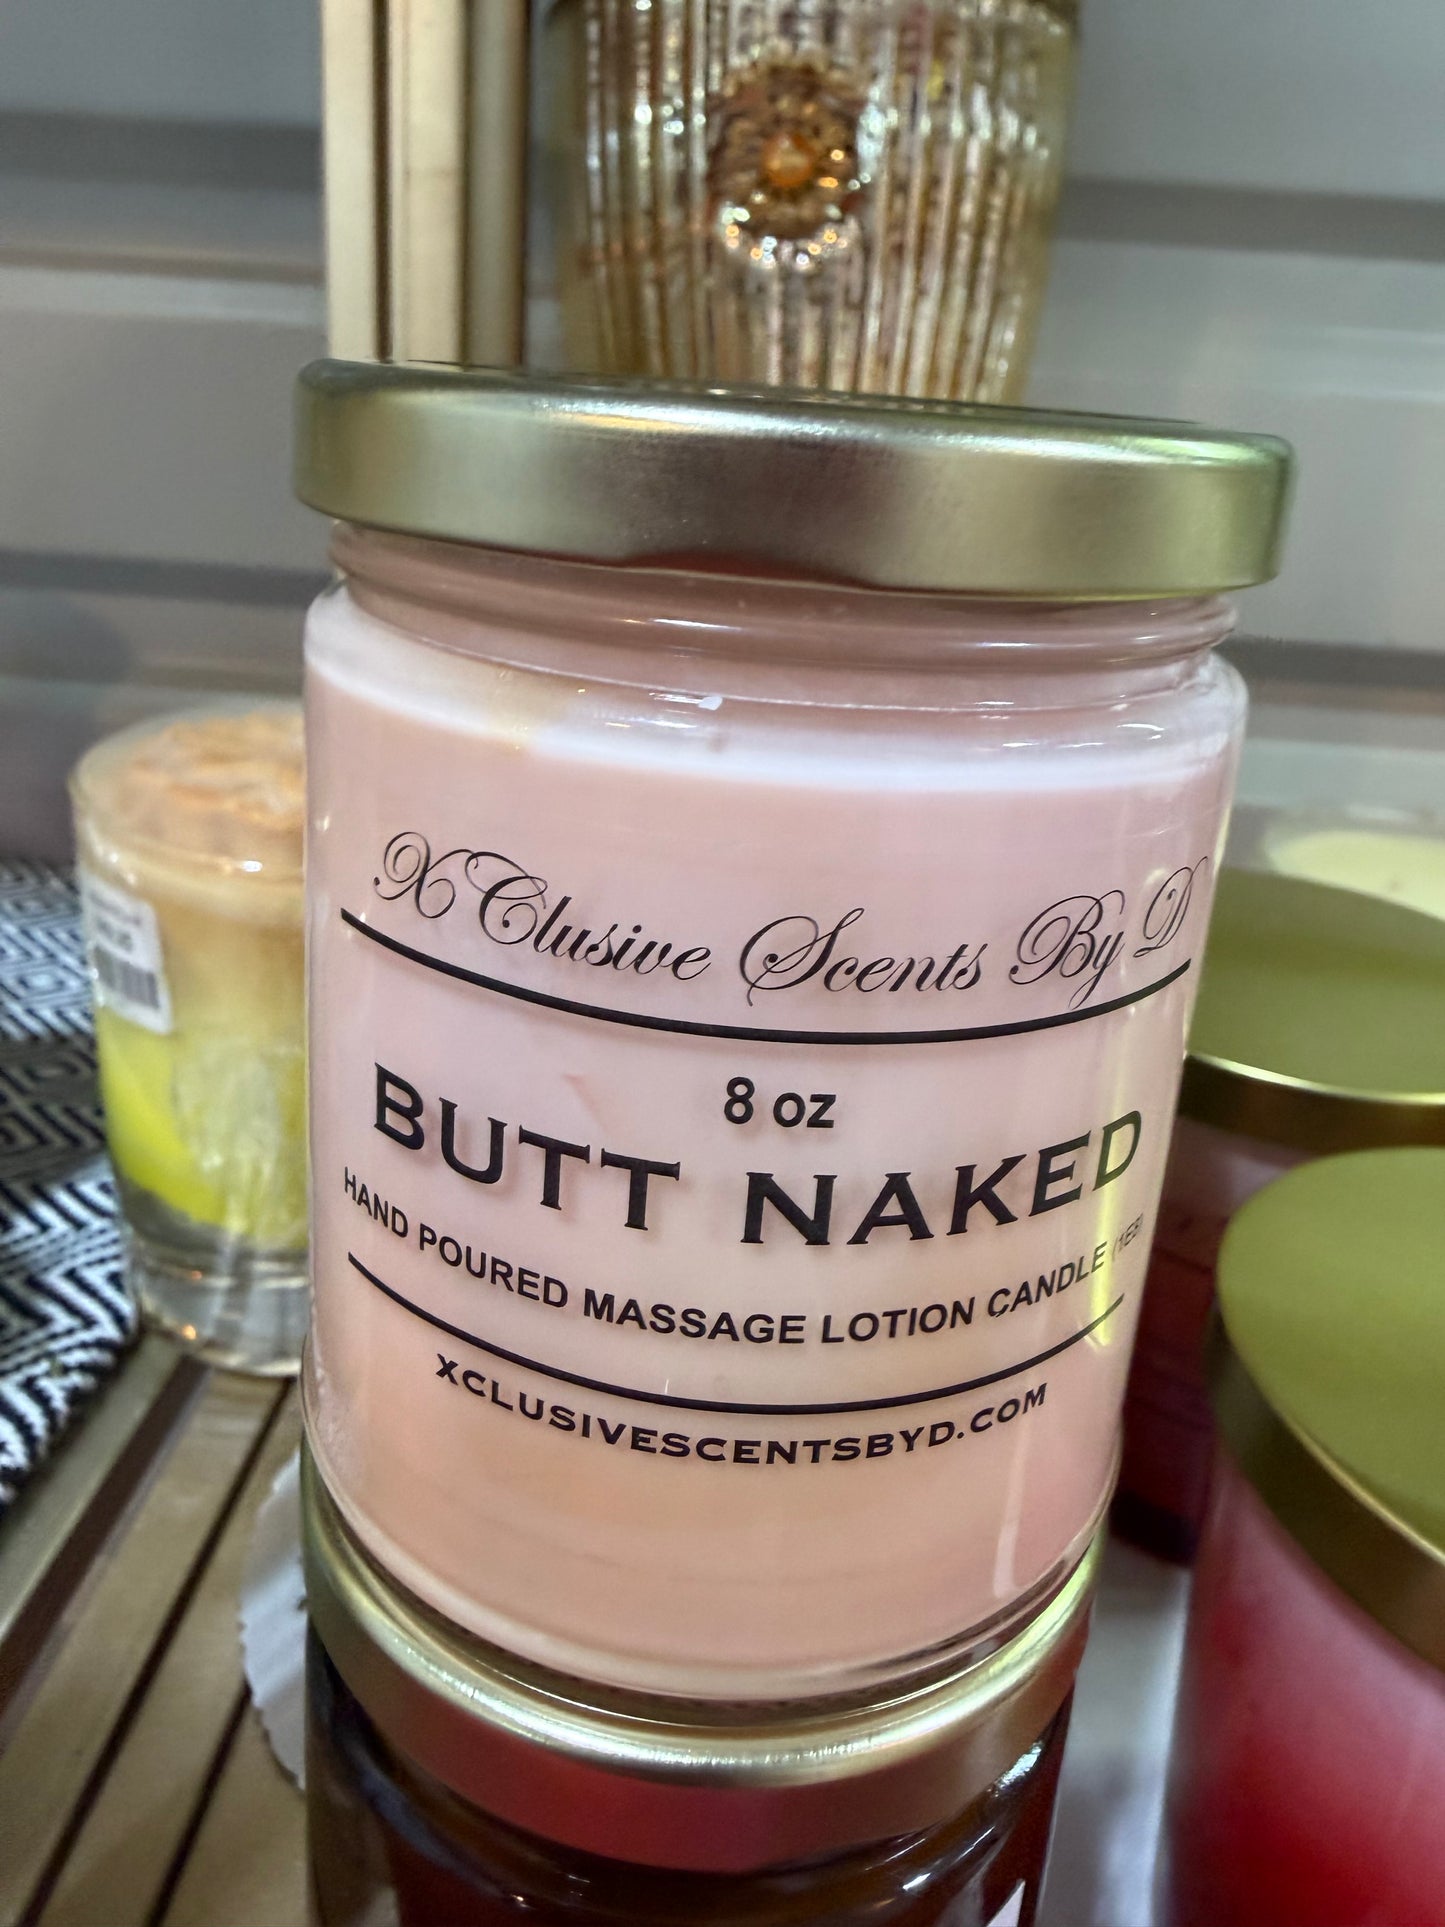 XClusive Scents By D
8 oz
BUTT NAKED
HAND POURED MASSAGE LOTION CANDLE
XCLUSIVESCENTSBYD.COM